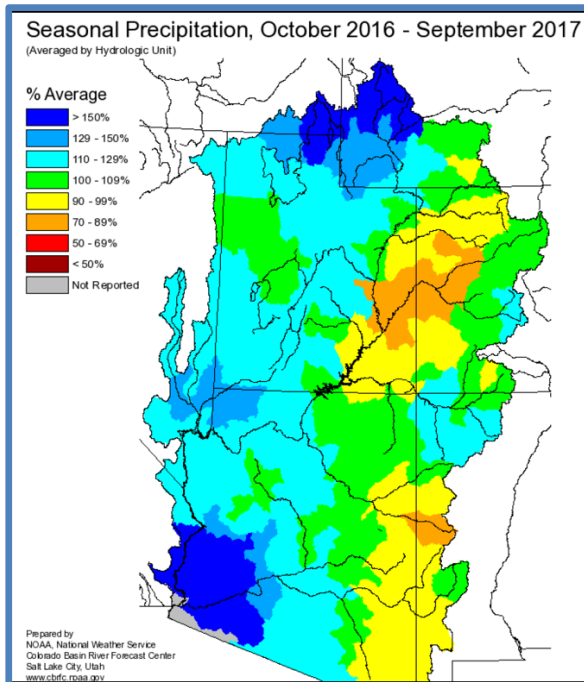 Seasonal Precipitation, October 2016 - September 2017
(Averaged by Hydrologic Unit)
% Average
> 150%
129 - 150%
110 - 129%
100 - 109%
90 - 99%
70 - 89%
50 - 69%
< 50%
Not Reported
Prepared by
NOAA, National Weather Service
Colorado Basin River Forecast Center
Salt Lake City, Utah
www.cbrfc.noaa.gov